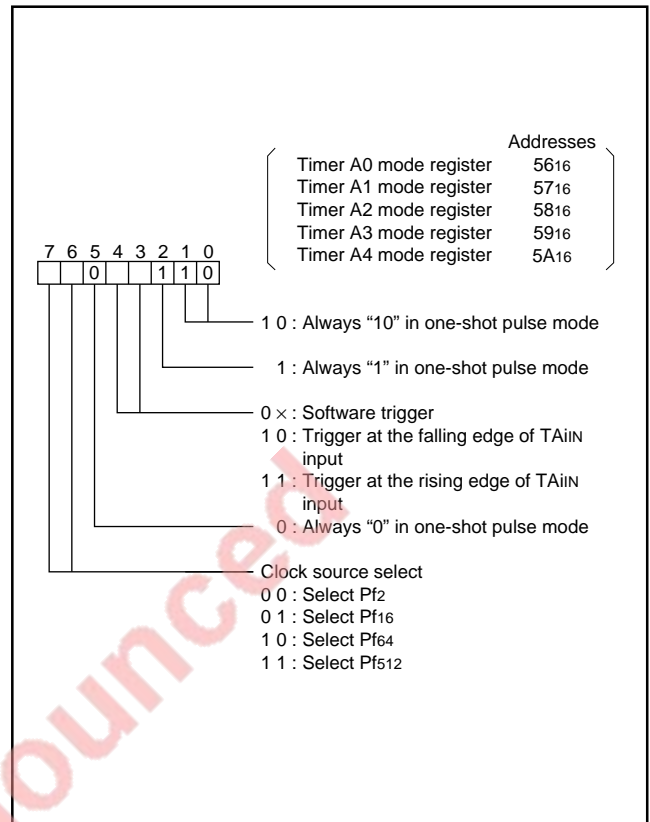 Addresses
Timer A0 mode register 5616
Timer A1 mode register 5716
Timer A2 mode register 5816
Timer A3 mode register 5916
Timer A4 mode register 5A16
7 6 5 4 3 2 1 0
0 1 1 0
1 0 : Always “10” in one-shot pulse mode
1 : Always “1” in one-shot pulse mode
0 × : Software trigger
1 0 : Trigger at the falling edge of TAiIN
input
1 1 : Trigger at the rising edge of TAiIN
input
0 : Always “0” in one-shot pulse mode
Clock source select
0 0 : Select Pf2
0 1 : Select Pf16
1 0 : Select Pf64
1 1 : Select Pf512